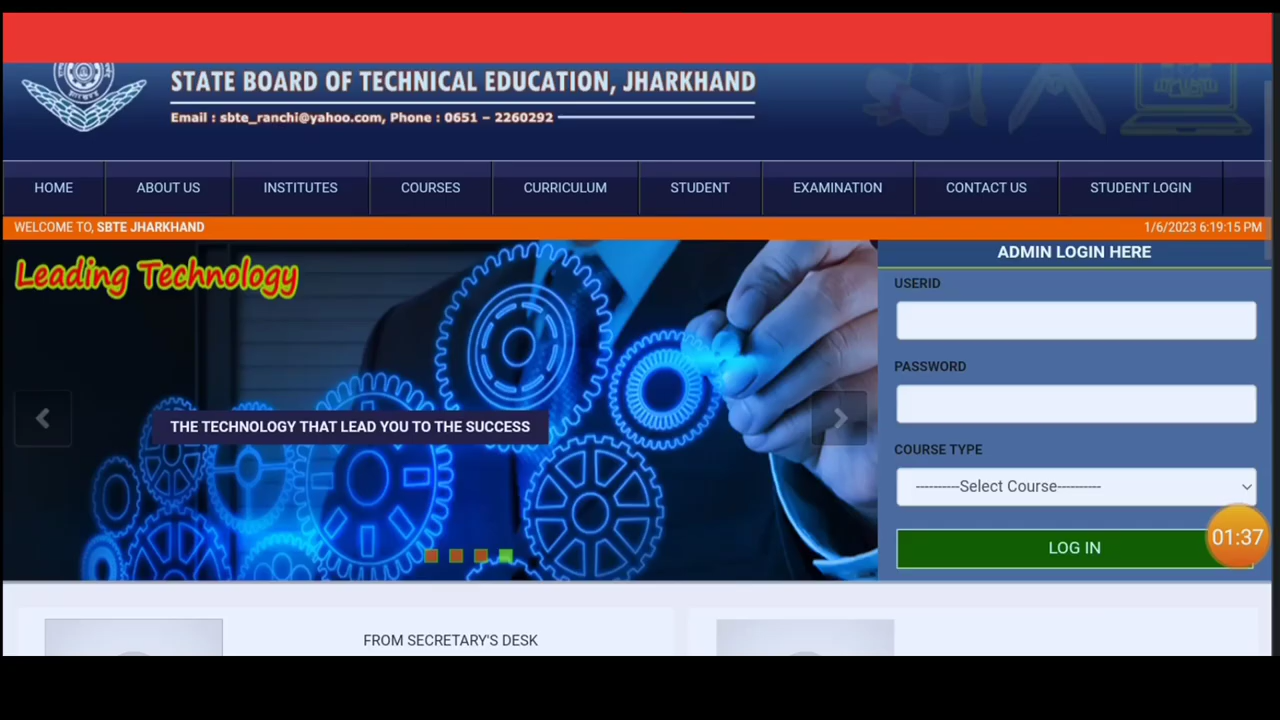 STATE BOARD OF TECHNICAL EDUCATION, JHARKHAND
Email : sbte_ranchi@yahoo.com, Phone : 0651 – 2260292
HOME ABOUT US INSTITUTES COURSES CURRICULUM STUDENT EXAMINATION CONTACT US STUDENT LOGIN
WELCOME TO, SBTE JHARKHAND 1/6/2023 6:19:15 PM
Leading Technology
THE TECHNOLOGY THAT LEAD YOU TO THE SUCCESS
ADMIN LOGIN HERE
USERID
PASSWORD
COURSE TYPE
----------Select Course----------
LOG IN
01:37
FROM SECRETARY'S DESK